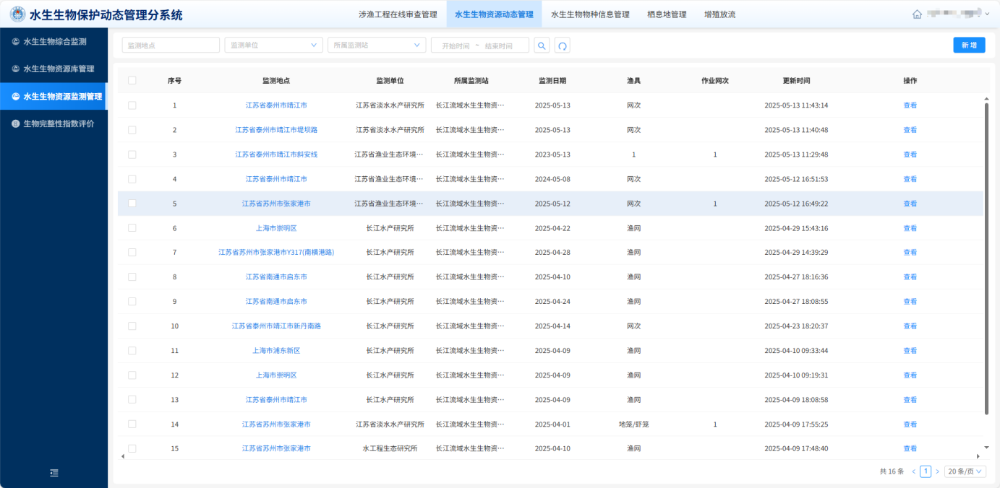 水生生物保护动态管理分系统
涉渔工程在线审查管理 水生生物资源动态管理 水生生物物种信息管理 栖息地管理 增殖放流
水生生物综合监测
水生生物资源库管理
水生生物资源监测管理
生物完整性指数评价
监测地点 监测单位 所属监测站 开始时间 ~ 结束时间 新 增
序号 监测地点 监测单位 所属监测站 监测日期 渔具 作业网次 更新时间 操作
1 江苏省泰州市靖江市 江苏省淡水水产研究所 长江流域水生生物资… 2025-05-13 网次 2025-05-13 11:43:14 查看
2 江苏省泰州市靖江市堤坝路 江苏省淡水水产研究所 长江流域水生生物资… 2025-05-13 网次 2025-05-13 11:40:48 查看
3 江苏省泰州市靖江市斜安线 江苏省渔业生态环境… 长江流域水生生物资… 2023-05-13 1 1 2025-05-13 11:29:48 查看
4 江苏省泰州市靖江市 江苏省渔业生态环境… 长江流域水生生物资… 2024-05-08 网次 2025-05-12 16:51:53 查看
5 江苏省苏州市张家港市 江苏省渔业生态环境… 长江流域水生生物资… 2025-05-12 网次 1 2025-05-12 16:49:22 查看
6 上海市崇明区 长江水产研究所 长江流域水生生物资… 2025-04-22 渔网 2025-04-29 15:43:16 查看
7 江苏省苏州市张家港市Y317(南横港路) 长江水产研究所 长江流域水生生物资… 2025-04-28 渔网 2025-04-29 14:39:29 查看
8 江苏省南通市启东市 长江水产研究所 长江流域水生生物资… 2025-04-10 渔网 2025-04-27 18:16:36 查看
9 江苏省南通市启东市 长江水产研究所 长江流域水生生物资… 2025-04-24 渔网 2025-04-27 18:08:55 查看
10 江苏省泰州市靖江市新丹南路 长江水产研究所 长江流域水生生物资… 2025-04-14 网次 2025-04-23 18:20:37 查看
11 上海市浦东新区 长江水产研究所 长江流域水生生物资… 2025-04-09 渔网 2025-04-10 09:33:44 查看
12 上海市崇明区 长江水产研究所 长江流域水生生物资… 2025-04-09 渔网 2025-04-10 09:19:31 查看
13 江苏省泰州市靖江市 长江水产研究所 长江流域水生生物资… 2025-04-09 渔网 2025-04-09 18:08:58 查看
14 江苏省苏州市张家港市 江苏省淡水水产研究所 长江流域水生生物资… 2025-04-01 地笼/虾笼 1 2025-04-09 17:55:25 查看
15 江苏省苏州市张家港市 水工程生态研究所 长江流域水生生物资… 2025-04-10 渔网 2025-04-09 17:48:40 查看
共 16 条 < 1 > 20 条/页